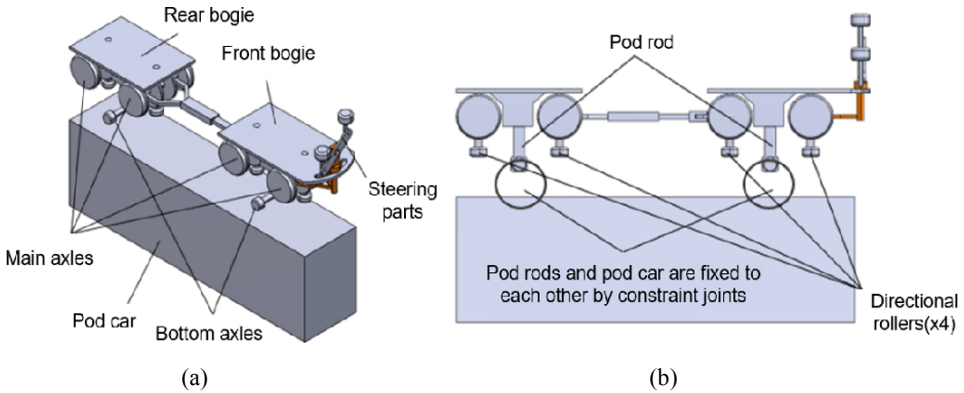 Rear bogie
Front bogie
Steering
parts
Main axles
Pod car
Bottom axles
(a)
Pod rod
Pod rods and pod car are fixed to
each other by constraint joints
Directional
rollers(x4)
(b)